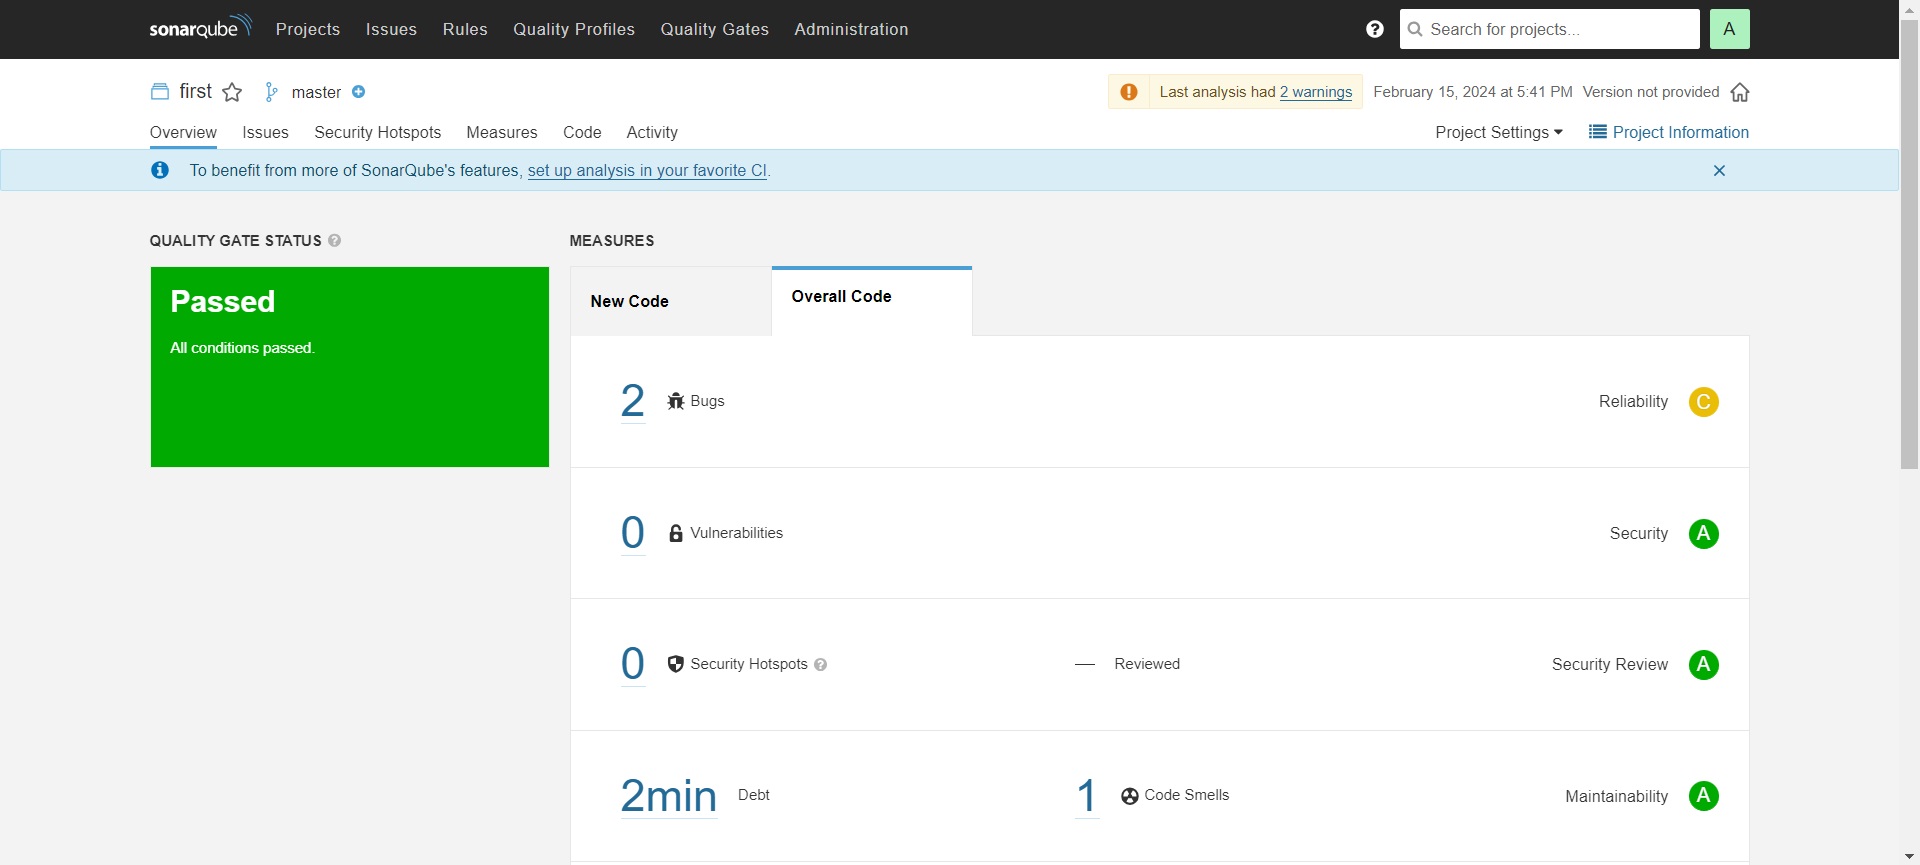 sonarqube Projects Issues Rules Quality Profiles Quality Gates Administration ? Search for projects... A
first master Last analysis had 2 warnings February 15, 2024 at 5:41 PM Version not provided
Overview Issues Security Hotspots Measures Code Activity Project Settings Project Information
To benefit from more of SonarQube's features, set up analysis in your favorite CI.
QUALITY GATE STATUS ?
MEASURES
Passed
All conditions passed.
New Code
Overall Code
2 Bugs Reliability C
0 Vulnerabilities Security A
0 Security Hotspots ? — Reviewed Security Review A
2min Debt 1 Code Smells Maintainability A